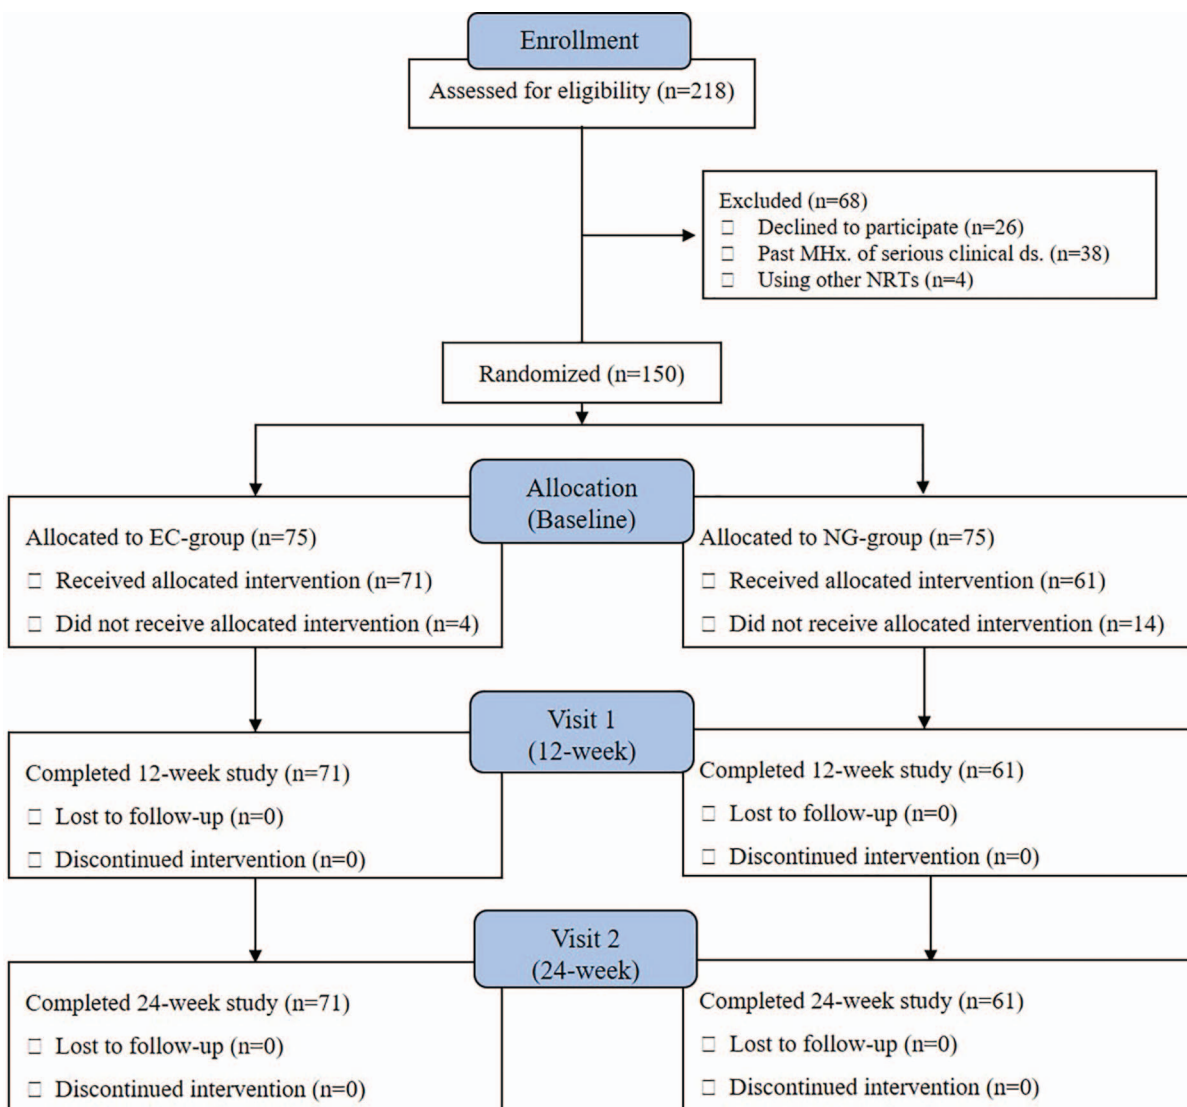 Enrollment
Assessed for eligibility (n=218)
Excluded (n=68)
□ Declined to participate (n=26)
□ Past MHx. of serious clinical ds. (n=38)
□ Using other NRTs (n=4)
Randomized (n=150)
Allocation
(Baseline)
Allocated to EC-group (n=75)
□ Received allocated intervention (n=71)
□ Did not receive allocated intervention (n=4)
Allocated to NG-group (n=75)
□ Received allocated intervention (n=61)
□ Did not receive allocated intervention (n=14)
Visit 1
(12-week)
Completed 12-week study (n=71)
□ Lost to follow-up (n=0)
□ Discontinued intervention (n=0)
Completed 12-week study (n=61)
□ Lost to follow-up (n=0)
□ Discontinued intervention (n=0)
Visit 2
(24-week)
Completed 24-week study (n=71)
□ Lost to follow-up (n=0)
□ Discontinued intervention (n=0)
Completed 24-week study (n=61)
□ Lost to follow-up (n=0)
□ Discontinued intervention (n=0)